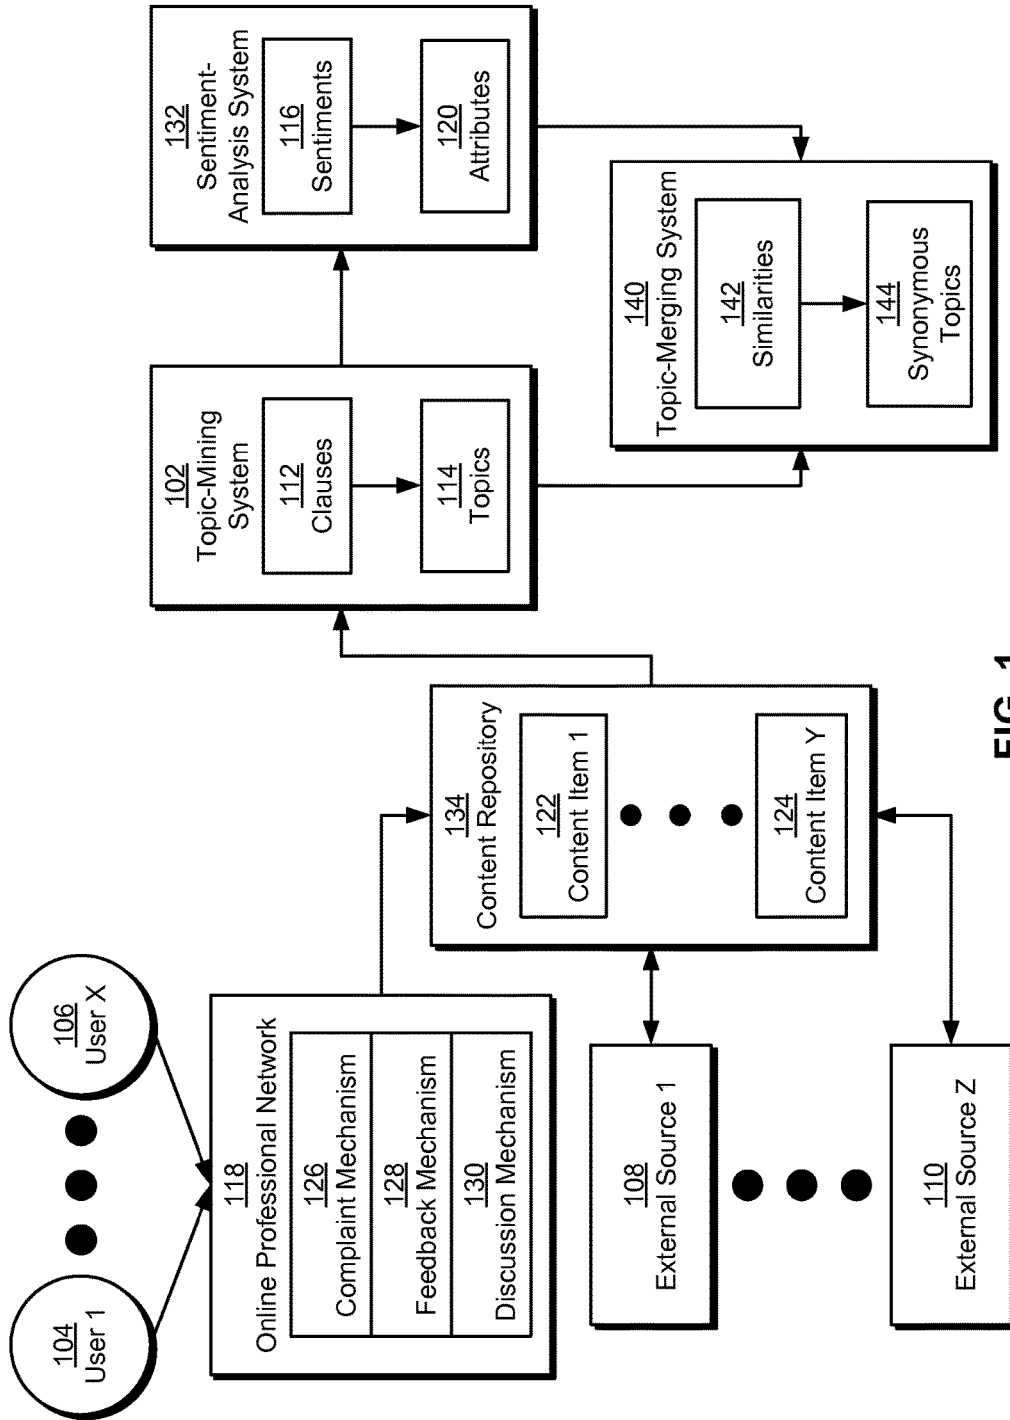 104
User 1
106
User X
118
Online Professional Network
126
Complaint Mechanism
128
Feedback Mechanism
130
Discussion Mechanism
108
External Source 1
110
External Source Z
134
Content Repository
122
Content Item 1
124
Content Item Y
102
Topic-Mining
System
112
Clauses
114
Topics
132
Sentiment-
Analysis System
116
Sentiments
120
Attributes
140
Topic-Merging System
142
Similarities
144
Synonymous
Topics
FIG. 1